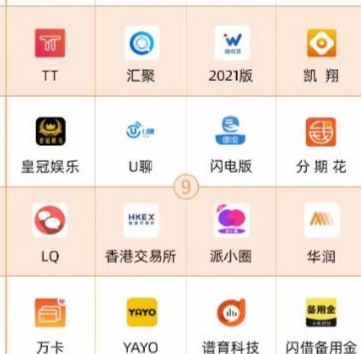 TT
汇聚
2021版
凯 翔
U聊
皇冠娱乐
U聊
闪电版
分 期 花
9
HKEX
LQ
香港交易所
派小圈
华润
YAYO
备用金
万卡
YAYO
谱育科技
闪借备用金